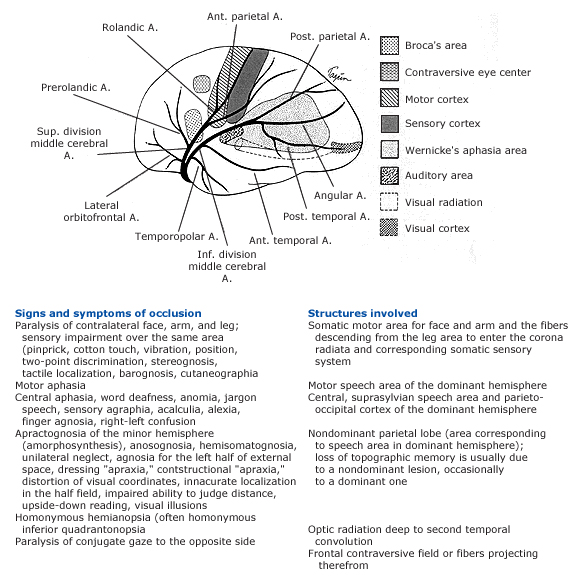 Ant. parietal A.
Rolandic A.
Post. parietal A.
Prerolandic A.
Sup. division
middle cerebral
A.
Lateral
orbitofrontal A.
Temporopolar A.
Inf. division
middle cerebral
A.
Ant. temporal A.
Post. temporal A.
Angular A.
Broca's area
Contraversive eye center
Motor cortex
Sensory cortex
Wernicke's aphasia area
Auditory area
Visual radiation
Visual cortex
Signs and symptoms of occlusion
Paralysis of contralateral face, arm, and leg;
sensory impairment over the same area
(pinprick, cotton touch, vibration, position,
two-point discrimination, stereognosis,
tactile localization, barognosis, cutaneographia
Motor aphasia
Central aphasia, word deafness, anomia, jargon
speech, sensory agraphia, acalculia, alexia,
finger agnosia, right-left confusion
Apractognosia of the minor hemisphere
(amorphosynthesis), anosognosia, hemisomatognosia,
unilateral neglect, agnosia for the left half of external
space, dressing "apraxia," contstructional "apraxia,"
distortion of visual coordinates, innacurate localization
in the half field, impaired ability to judge distance,
upside-down reading, visual illusions
Homonymous hemianopsia (often homonymous
inferior quadrantonopsia
Paralysis of conjugate gaze to the opposite side
Structures involved
Somatic motor area for face and arm and the fibers
descending from the leg area to enter the corona
radiata and corresponding somatic sensory
system
Motor speech area of the dominant hemisphere
Central, suprasylvian speech area and parieto-
occipital cortex of the dominant hemisphere
Nondominant parietal lobe (area corresponding
to speech area in dominant hemisphere);
loss of topographic memory is usually due
to a nondominant lesion, occasionally
to a dominant one
Optic radiation deep to second temporal
convolution
Frontal contraversive field or fibers projecting
therefrom